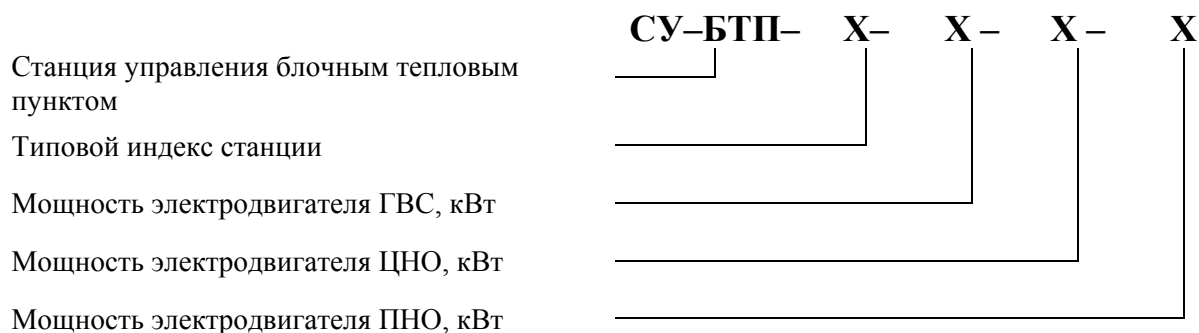 СУ–БТП– Х– Х – Х – Х
Станция управления блочным тепловым
пунктом
Типовой индекс станции
Мощность электродвигателя ГВС, кВт
Мощность электродвигателя ЦНО, кВт
Мощность электродвигателя ПНО, кВт